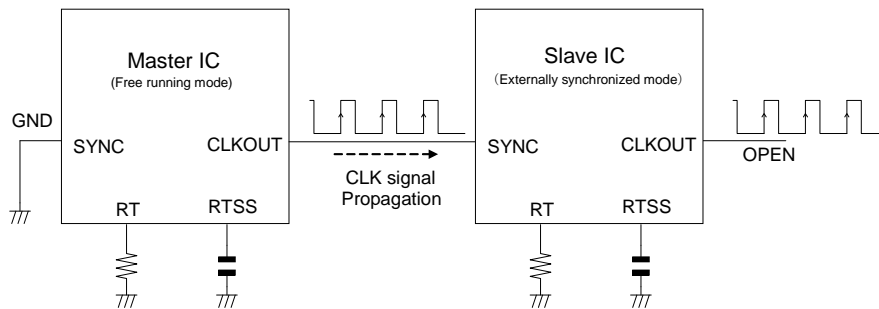 Master IC
(Free running mode)
Slave IC
(Externally synchronized mode)
GND
SYNC
CLKOUT
SYNC
CLKOUT
OPEN
CLK signal
Propagation
RT
RTSS
RT
RTSS